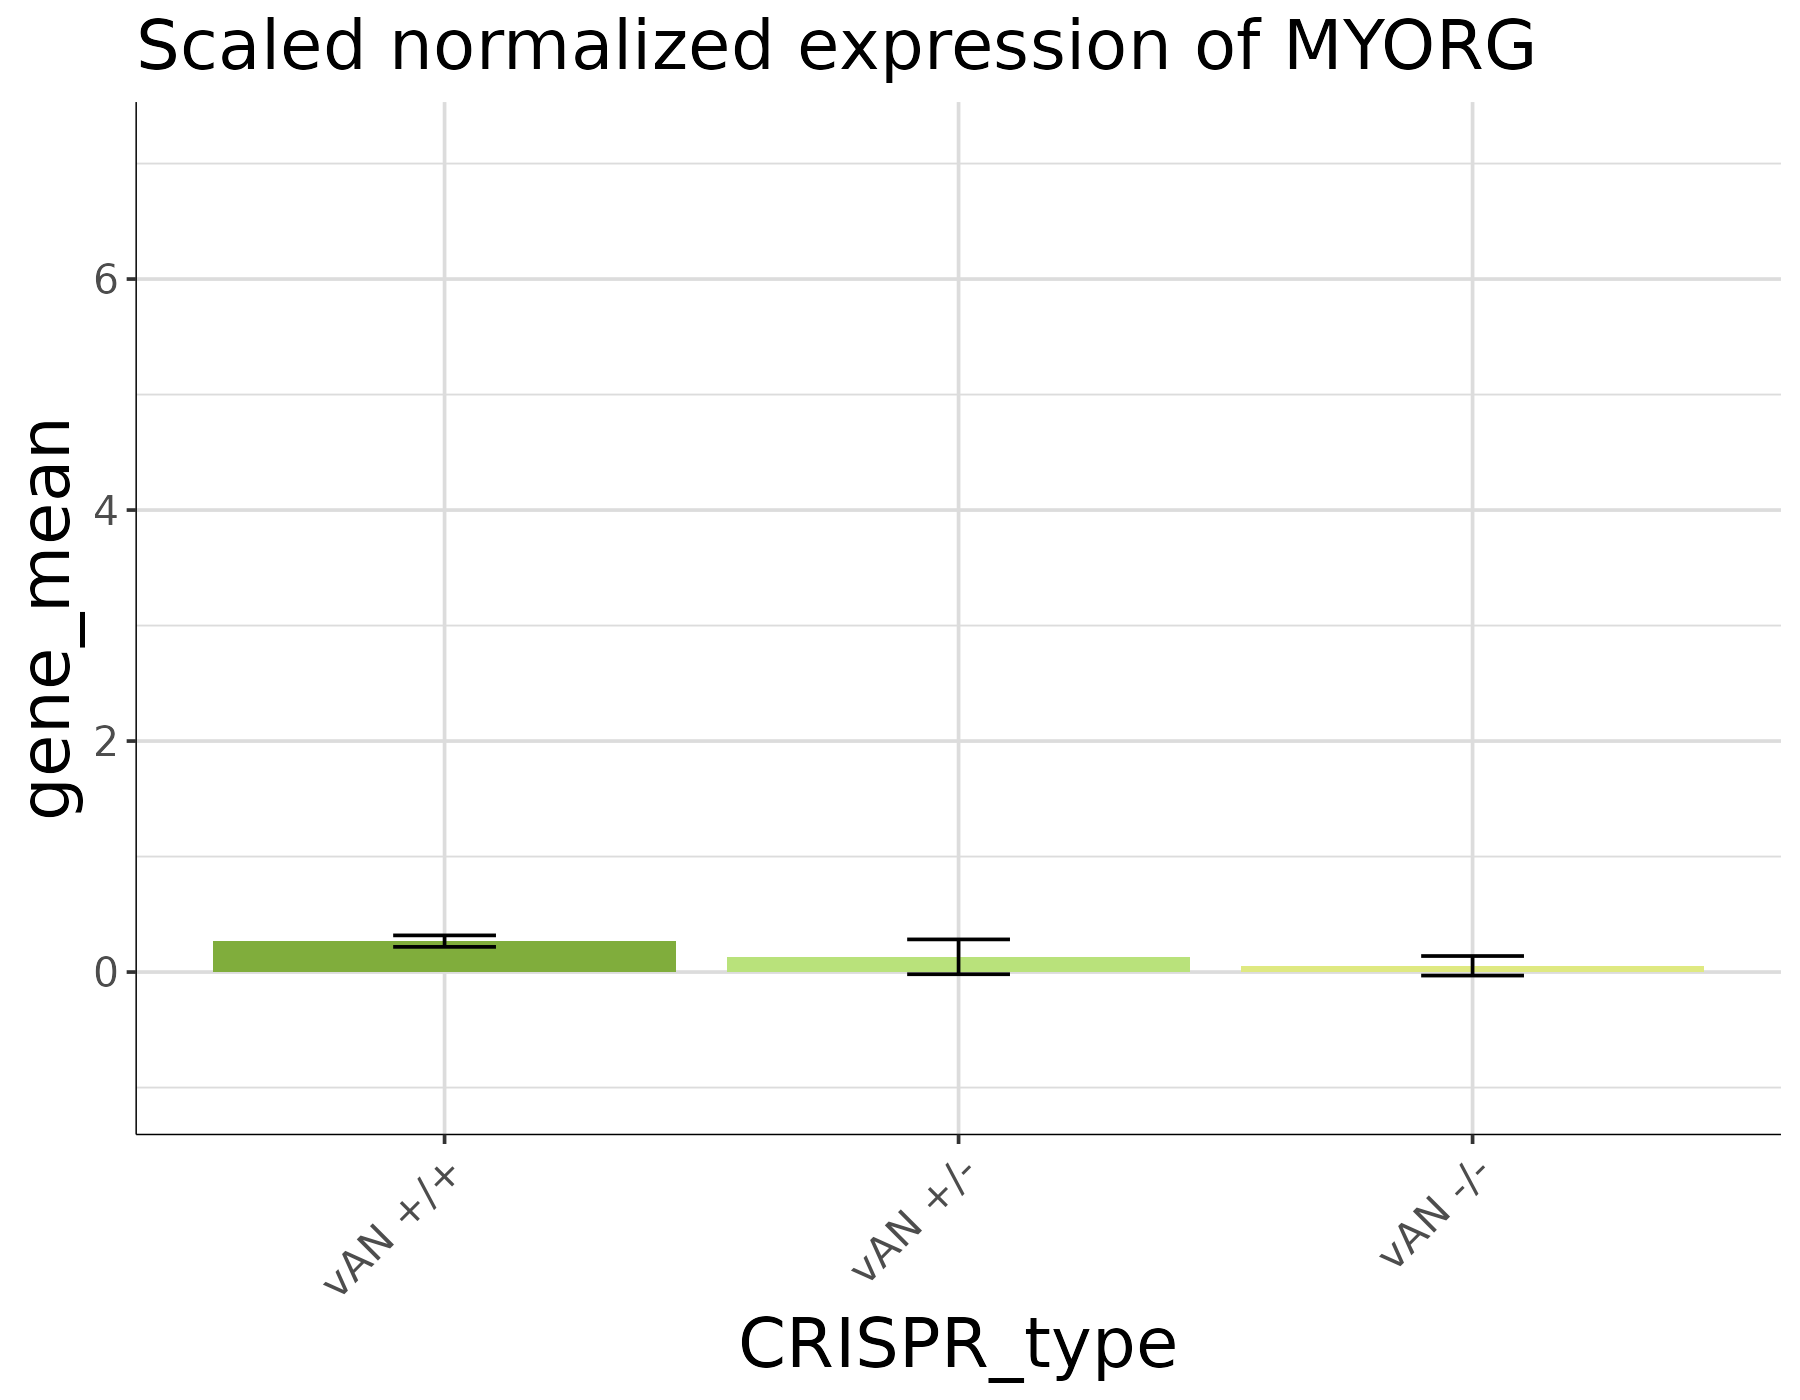 Scaled normalized expression of MYORG
gene_mean
6
4
2
0
vAN +/+
vAN +/-
vAN -/-
CRISPR_type